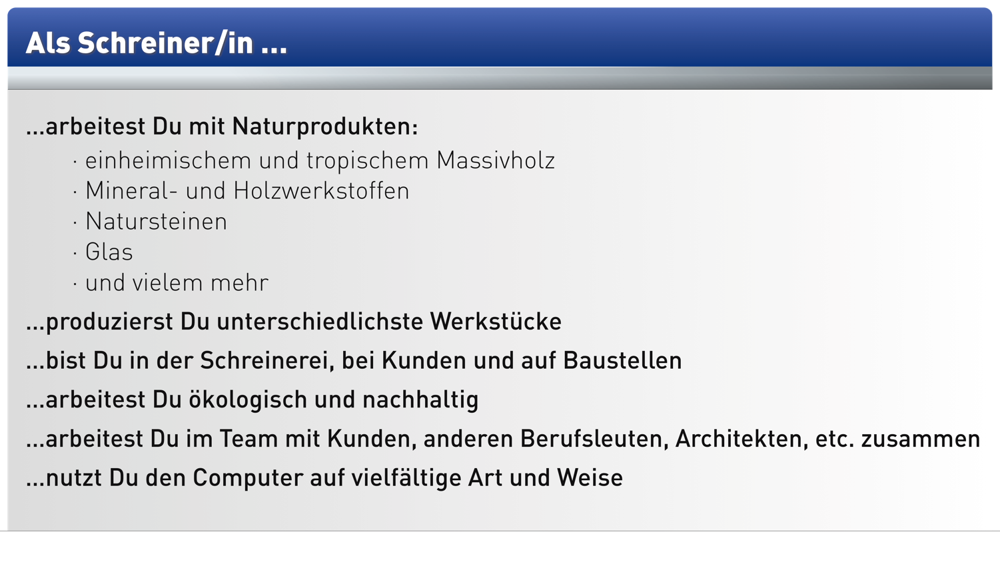 Als Schreiner/in ...
...arbeitest Du mit Naturprodukten:
· einheimischem und tropischem Massivholz
· Mineral- und Holzwerkstoffen
· Natursteinen
· Glas
· und vielem mehr
...produzierst Du unterschiedlichste Werkstücke
...bist Du in der Schreinerei, bei Kunden und auf Baustellen
...arbeitest Du ökologisch und nachhaltig
...arbeitest Du im Team mit Kunden, anderen Berufsleuten, Architekten, etc. zusammen
...nutzt Du den Computer auf vielfältige Art und Weise